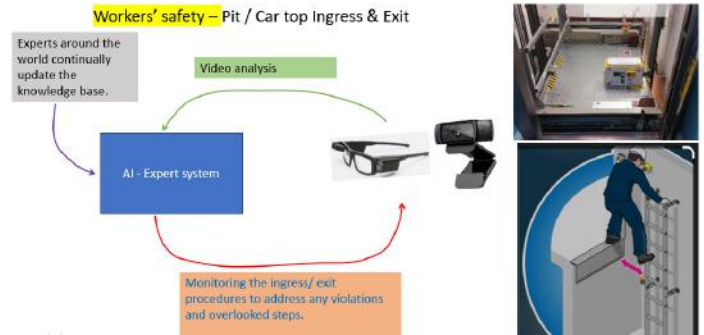 Workers' safety – Pit / Car top Ingress & Exit
Experts around the
world continually
update the
knowledge base.
Video analysis
AI - Expert system
Monitoring the ingress/ exit
procedures to address any violations
and overlooked steps.